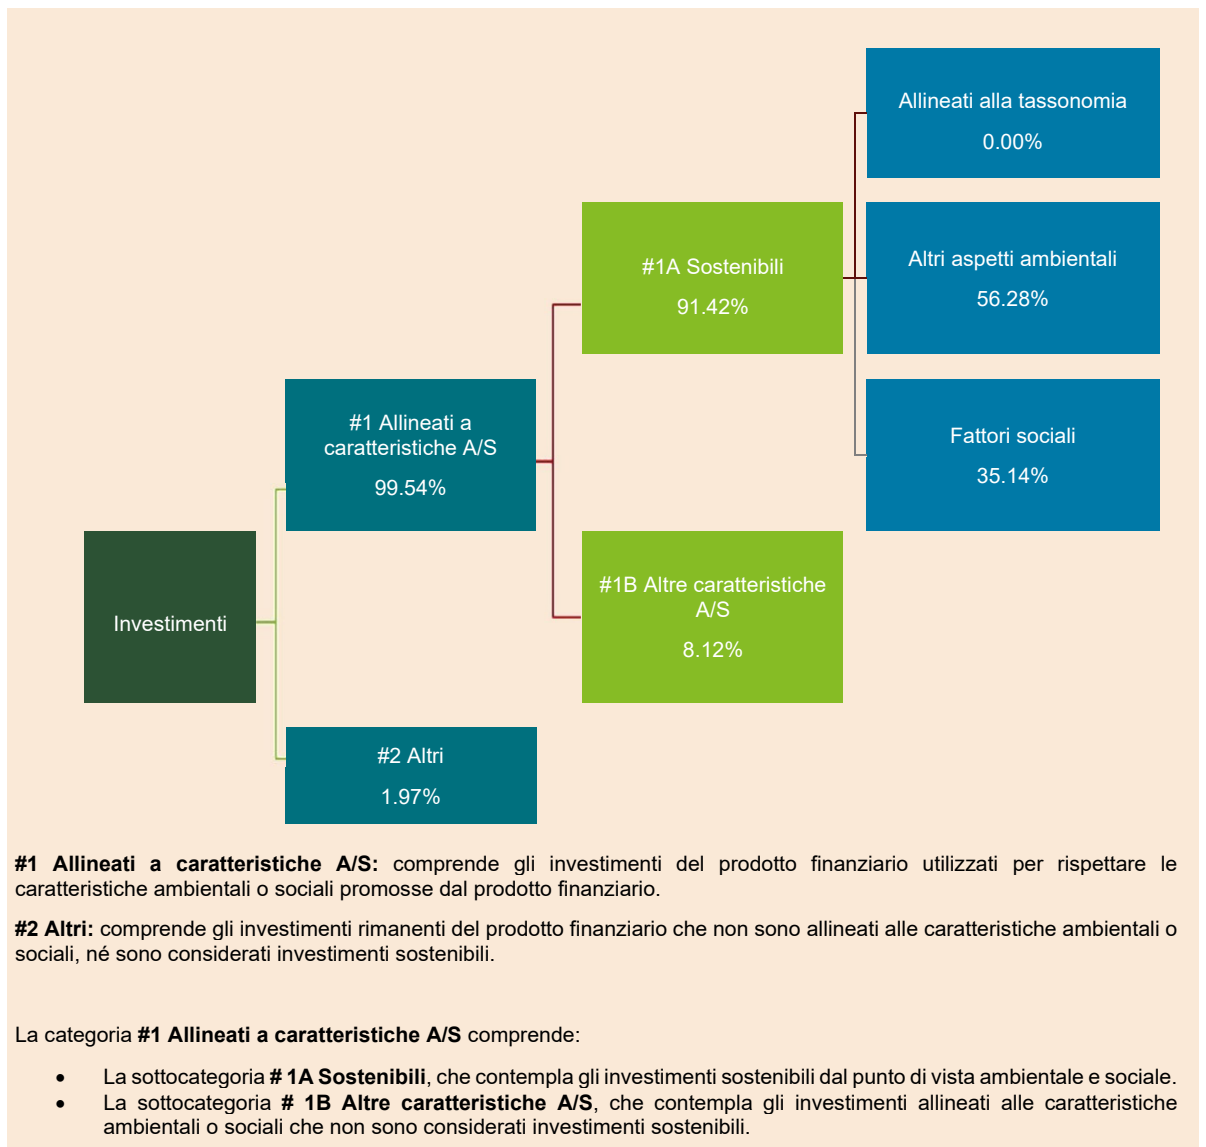 Allineati alla tassonomia
0.00%
#1A Sostenibili
91.42%
Altri aspetti ambientali
56.28%
#1 Allineati a
caratteristiche A/S
99.54%
Fattori sociali
35.14%
Investimenti
#1B Altre caratteristiche
A/S
8.12%
#2 Altri
1.97%
#1 Allineati a caratteristiche A/S: comprende gli investimenti del prodotto finanziario utilizzati per rispettare le
caratteristiche ambientali o sociali promosse dal prodotto finanziario.
#2 Altri: comprende gli investimenti rimanenti del prodotto finanziario che non sono allineati alle caratteristiche ambientali o
sociali, né sono considerati investimenti sostenibili.
La categoria #1 Allineati a caratteristiche A/S comprende:
• La sottocategoria # 1A Sostenibili, che contempla gli investimenti sostenibili dal punto di vista ambientale e sociale.
• La sottocategoria # 1B Altre caratteristiche A/S, che contempla gli investimenti allineati alle caratteristiche
ambientali o sociali che non sono considerati investimenti sostenibili.